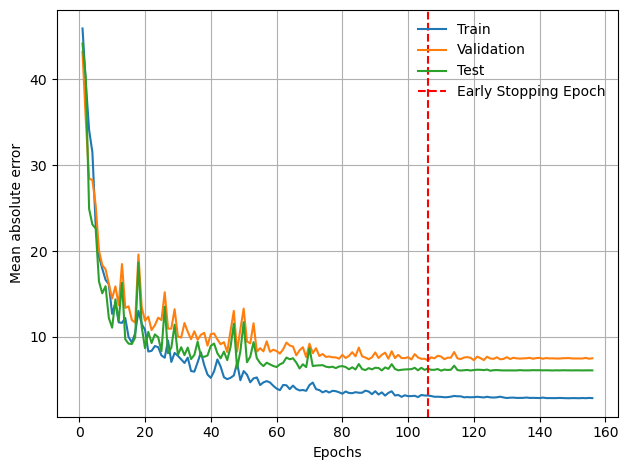 Train
Validation
Test
Early Stopping Epoch
Mean absolute error
40
30
20
10
0 20 40 60 80 100 120 140 160
Epochs